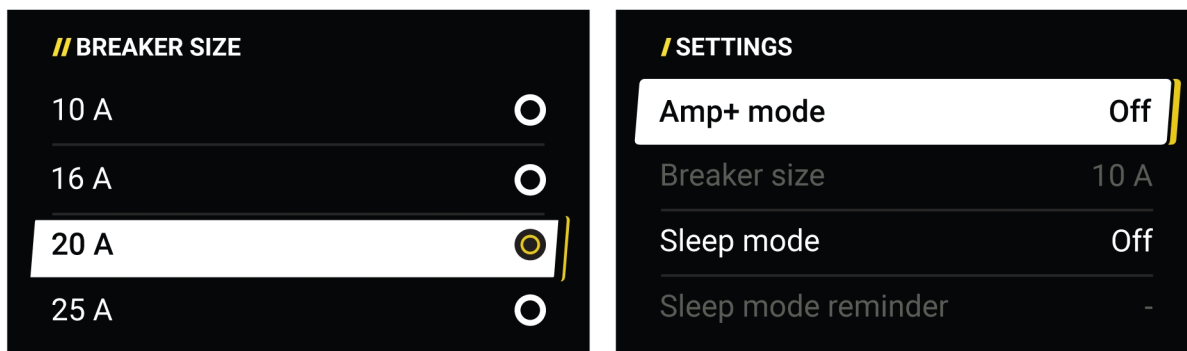 // BREAKER SIZE
10 A
16 A
20 A
25 A
/ SETTINGS
Amp+ mode Off
Breaker size 10 A
Sleep mode Off
Sleep mode reminder -